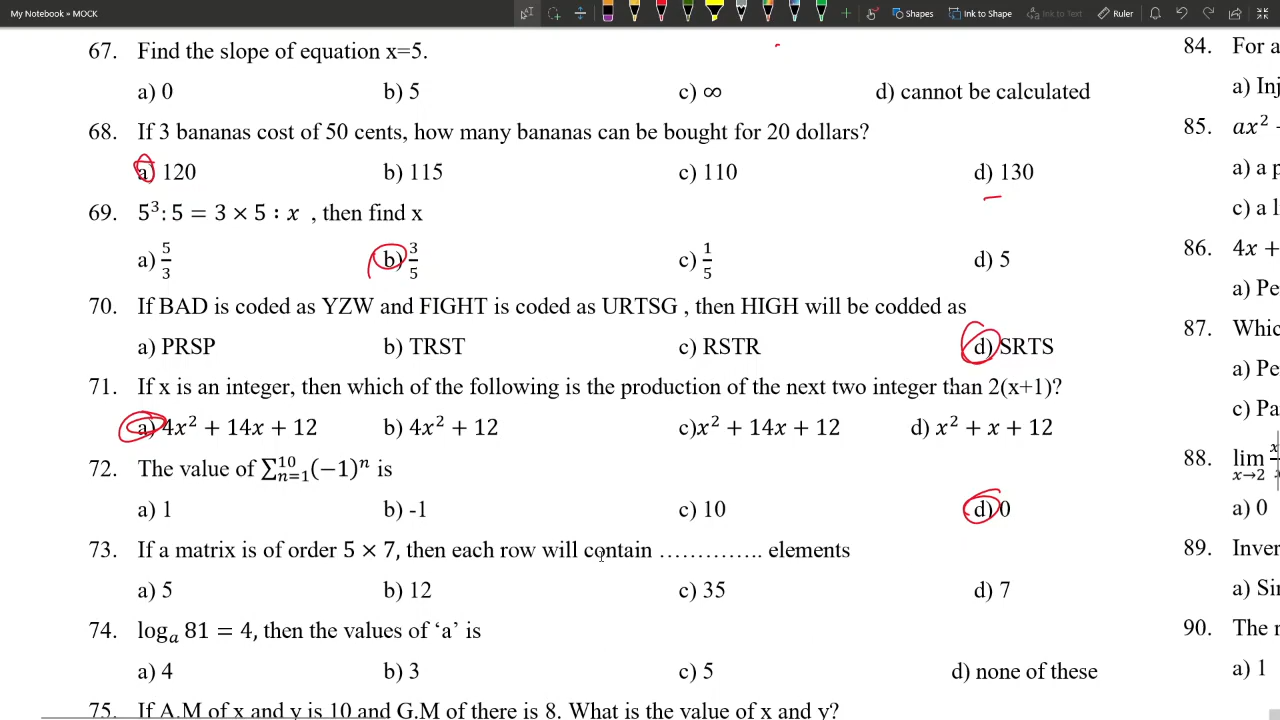 My Notebook » MOCK
Shapes Ink to Shape Ink to Text Ruler
67. Find the slope of equation x=5.
a) 0 b) 5 c) ∞ d) cannot be calculated
68. If 3 bananas cost of 50 cents, how many bananas can be bought for 20 dollars?
a) 120 b) 115 c) 110 d) 130
69. 5³: 5 = 3 × 5 : x , then find x
a) 5/3 b) 3/5 c) 1/5 d) 5
70. If BAD is coded as YZW and FIGHT is coded as URTSG , then HIGH will be codded as
a) PRSP b) TRST c) RSTR d) SRTS
71. If x is an integer, then which of the following is the production of the next two integer than 2(x+1)?
a) 4x² + 14x + 12 b) 4x² + 12 c)x² + 14x + 12 d) x² + x + 12
72. The value of ∑ₙ₌₁¹⁰(−1)ⁿ is
a) 1 b) -1 c) 10 d) 0
73. If a matrix is of order 5 × 7, then each row will contain ………….. elements
a) 5 b) 12 c) 35 d) 7
74. logₐ 81 = 4, then the values of ‘a’ is
a) 4 b) 3 c) 5 d) none of these
75. If A.M of x and y is 10 and G.M of there is 8. What is the value of x and y?
84. For a
a) Inj
85. ax²
a) a p
c) a l
86. 4x +
a) Pe
87. Whic
a) Pe
c) Pa
88. lim x→2
a) 0
89. Inver
a) Sin
90. The
a) 1